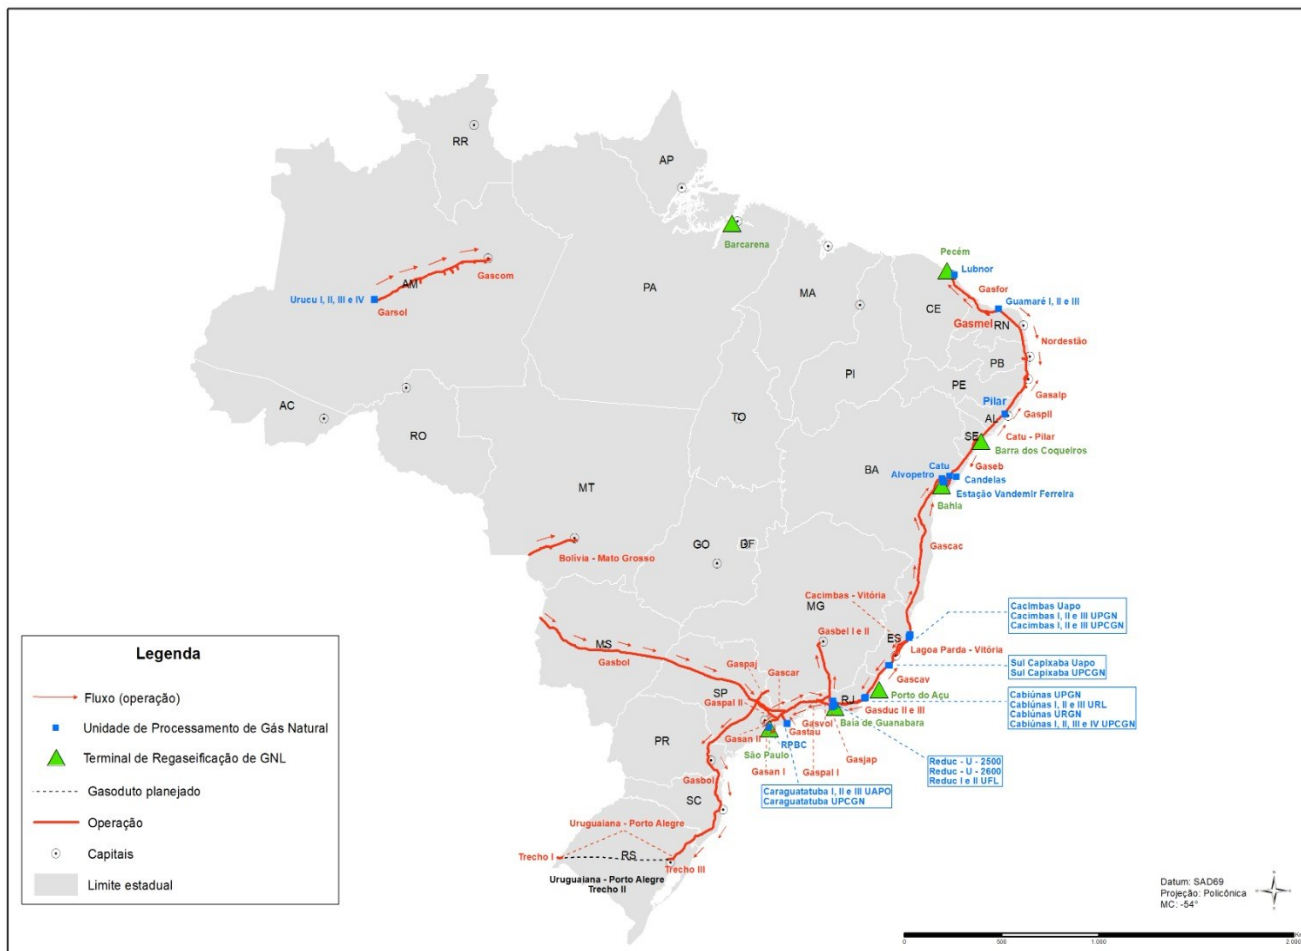 RR
AP
Barcarena
Pecém
Lubnor
Gascom
AM
Urucu I, II, III e IV
Garsol
PA
MA
CE
Gasfor
Guamaré I, II e III
Gasmel
RN
Nordestão
PB
PI
PE
Gasalp
Pilar
AL
Gaspil
AC
RO
TO
SE
Catu - Pilar
Barra dos Coqueiros
BA
Catu
Gaseb
Alvopetro
Candeias
Estação Vandemir Ferreira
Bahia
MT
GO
DF
Gascac
Bolívia - Mato Grosso
Cacimbas - Vitória
MG
Cacimbas Uapo
Cacimbas I, II e III UPGN
Cacimbas I, II e III UPCGN
Gasbel I e II
ES
Lagoa Parda - Vitória
MS
Gasbol
Gaspaj
Gascar
Sul Capixaba Uapo
Sul Capixaba UPCGN
Gascav
SP
Gaspal II
RJ
Porto do Açu
Cabiúnas UPGN
Cabiúnas I, II e III URL
Cabiúnas URGN
Cabiúnas I, II, III e IV UPCGN
Gasduc II e III
Baia de Guanabara
Gasvol
Gastau
Gasan II
RPBC
São Paulo
PR
Gasan I
Gaspal I
Gasjap
Reduc - U - 2500
Reduc - U - 2600
Reduc I e II UFL
Gasbol
Caraguatatuba I, II e III UAPO
Caraguatatuba UPCGN
SC
Uruguaiana - Porto Alegre
Trecho I
RS
Trecho III
Uruguaiana - Porto Alegre
Trecho II
Legenda
Fluxo (operação)
Unidade de Processamento de Gás Natural
Terminal de Regaseificação de GNL
Gasoduto planejado
Operação
Capitais
Limite estadual
Datum: SAD69
Projeção: Policônica
MC: -54°
0
500
1.000